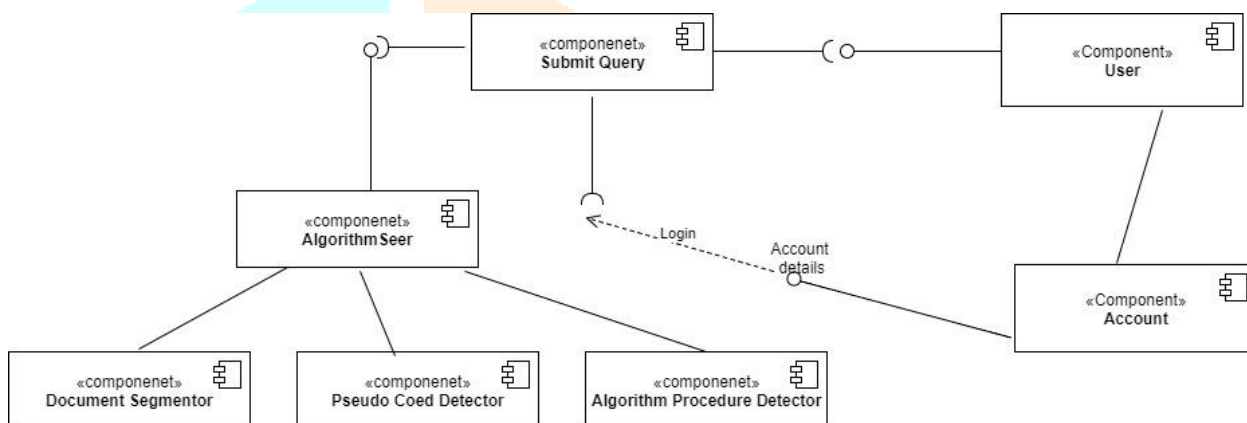 «componenet»
Submit Query
«Component»
User
«componenet»
AlgorithmSeer
Login
Account
details
«Component»
Account
«componenet»
Document Segmentor
«componenet»
Pseudo Coed Detector
«componenet»
Algorithm Procedure Detector